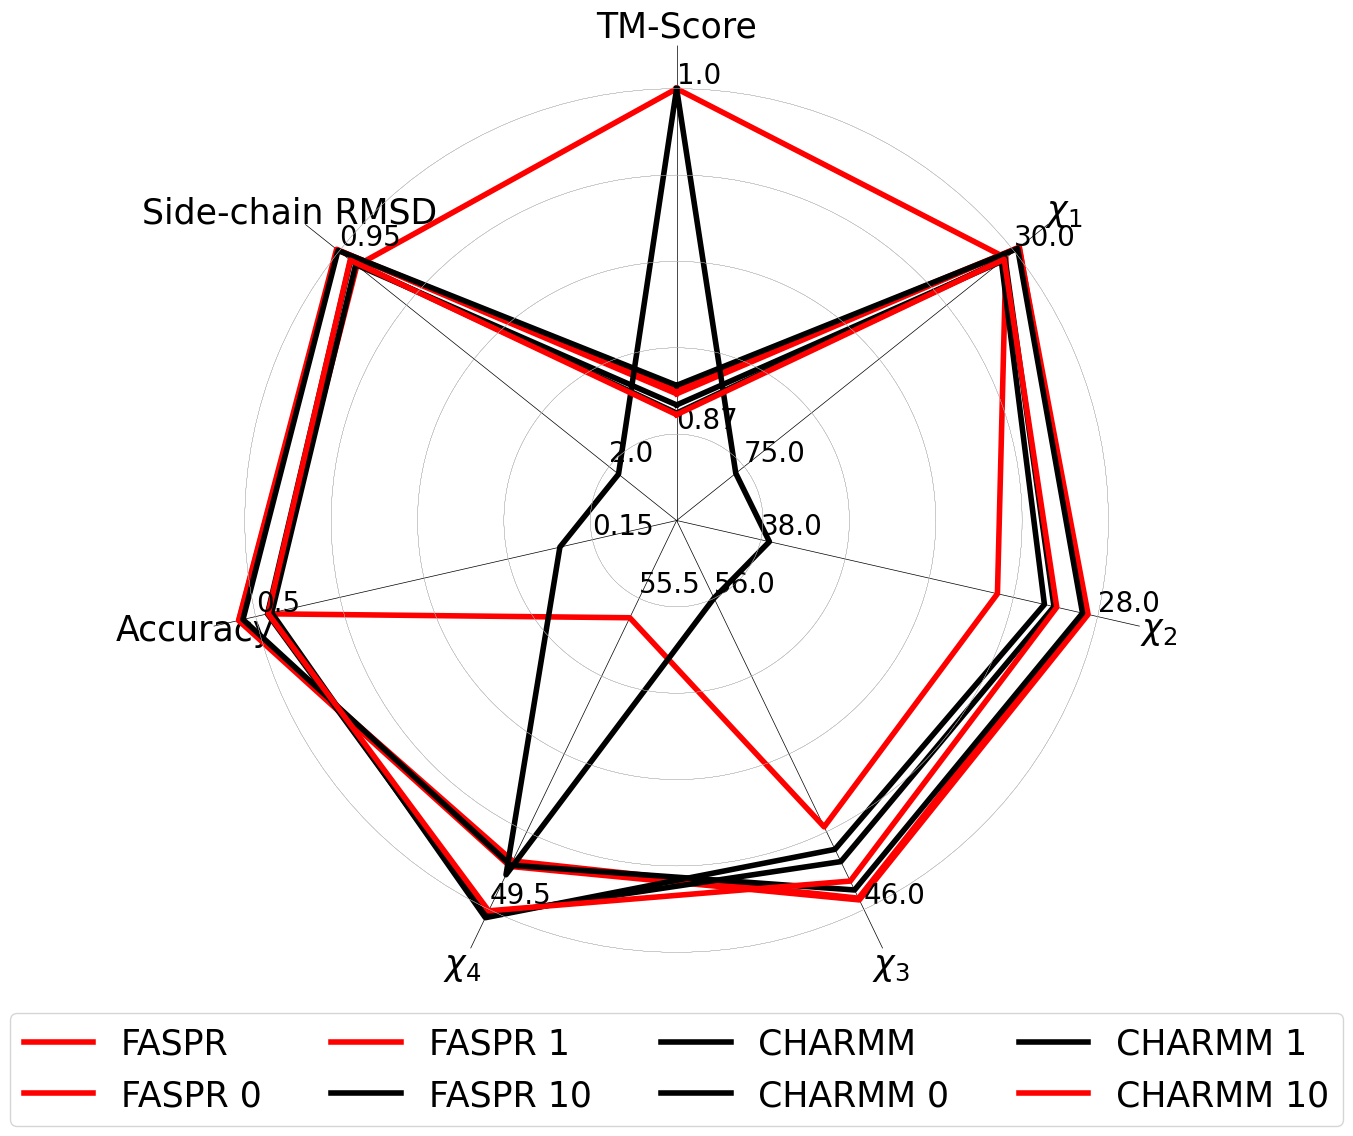 TM-Score
1.0
χ1
Side-chain RMSD
0.95
30.0
0.87
2.0
75.0
0.15
38.0
55.5
56.0
0.5
28.0
Accuracy
χ2
49.5
46.0
χ4
χ3
FASPR
FASPR 1
CHARMM
CHARMM 1
FASPR 0
FASPR 10
CHARMM 0
CHARMM 10